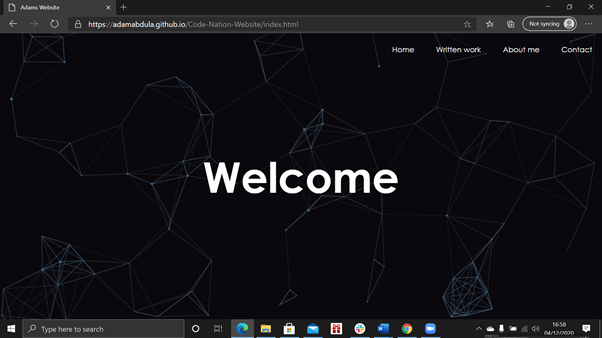 Adams Website
https://adamabdula.github.io/Code-Nation-Website/index.html
Not syncing
Home Written work About me Contact
Welcome
Type here to search
16:58
04/12/2020